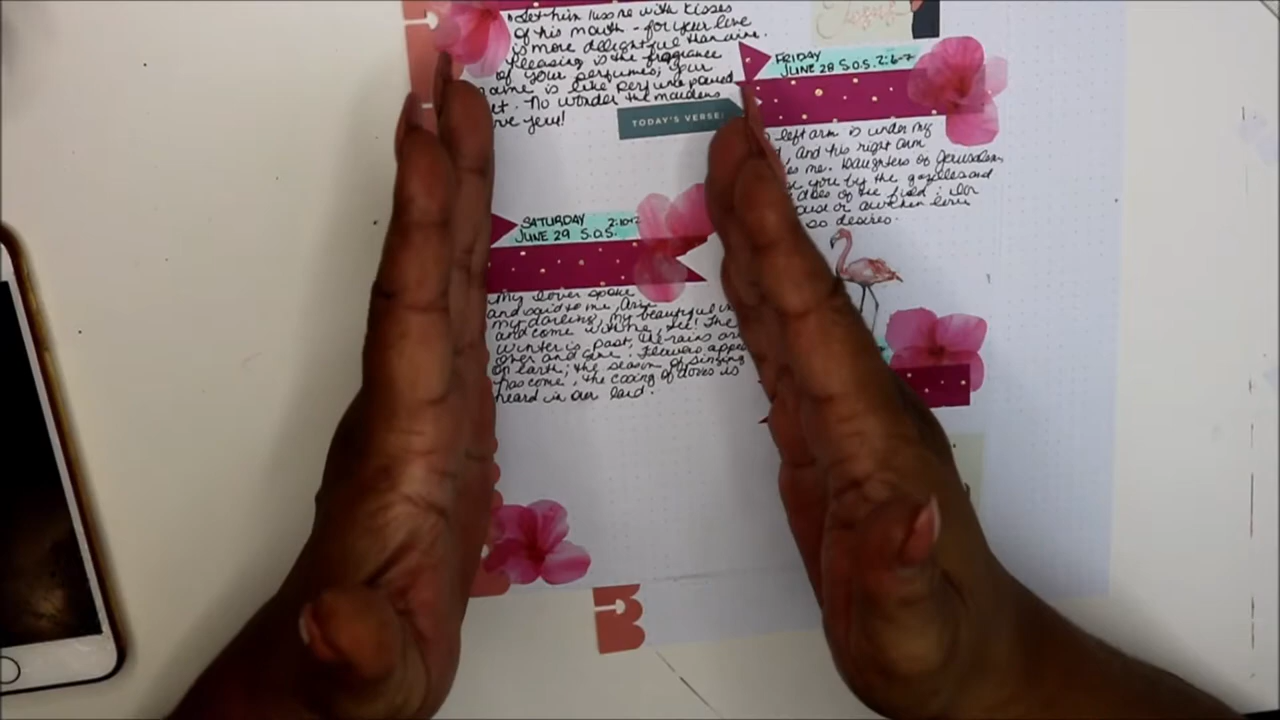 Let him kiss me with kisses
of his mouth - for your love
is more delightful than wine.
Pleasing is the fragrance
of your perfumes; your
name is like perfume poured
No wonder the maidens
you!
TODAY'S VERSE:
FRIDAY
JUNE 28 S.O.S. 2:6-7
left arm is under my
, And his right arm
me. Daughters of Jerusalem,
you by the gazelles and
does of the field: Do
or awaken love
so desires.
SATURDAY
JUNE 29 S.O.S.
My lover spoke
and said to me, Arise
my darling, my beautiful
and come with me, See! The
winter is past, the rains are
over and gone. Flowers appear
on earth; the season of singing
has come, the cooing of doves is
heard in our land.